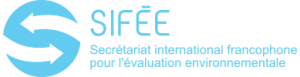 SIFÉE
Secrétariat international francophone
pour l'évaluation environnementale